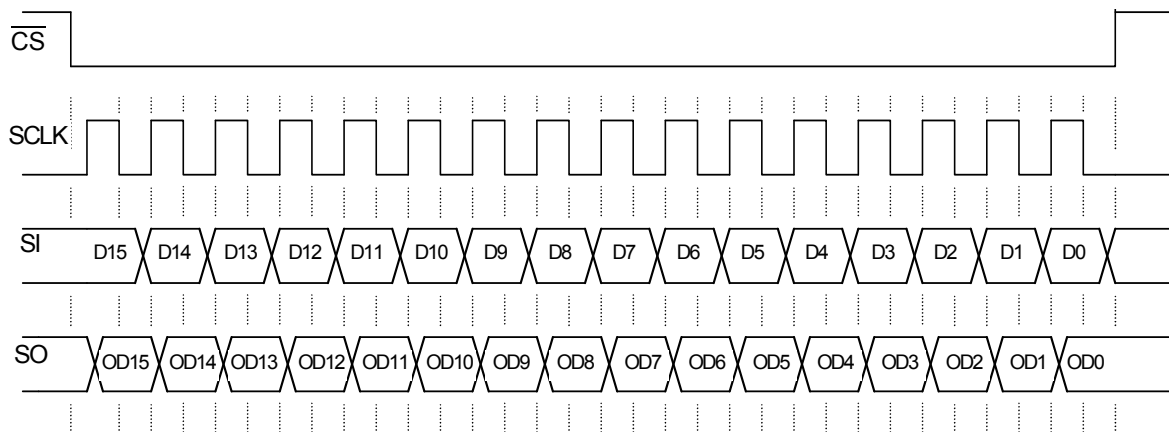 CS
SCLK
SI D15 D14 D13 D12 D11 D10 D9 D8 D7 D6 D5 D4 D3 D2 D1 D0
SO OD15 OD14 OD13 OD12 OD11 OD10 OD9 OD8 OD7 OD6 OD5 OD4 OD3 OD2 OD1 OD0